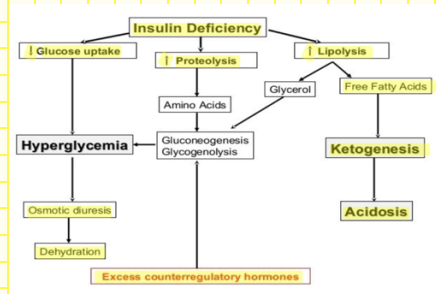 Insulin Deficiency
↓ Glucose uptake
↑ Proteolysis
↑ Lipolysis
Amino Acids
Glycerol
Free Fatty Acids
Hyperglycemia
Gluconeogenesis
Glycogenolysis
Ketogenesis
Osmotic diuresis
Acidosis
Dehydration
Excess counterregulatory hormones